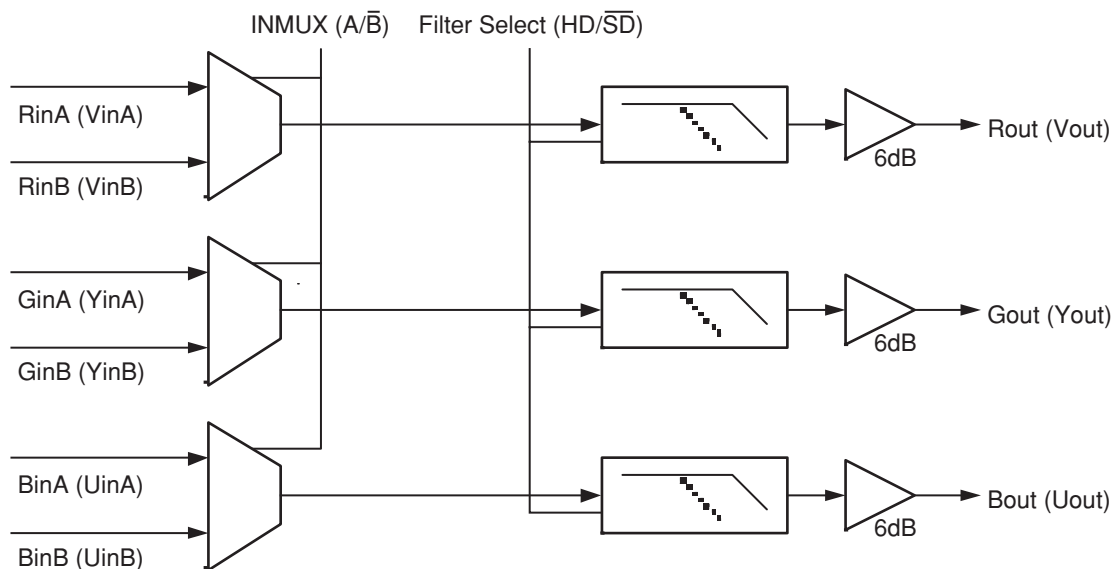 INMUX (A/B̅)
Filter Select (HD/S̅D̅)
RinA (VinA)
RinB (VinB)
6dB
Rout (Vout)
GinA (YinA)
GinB (YinB)
6dB
Gout (Yout)
BinA (UinA)
BinB (UinB)
6dB
Bout (Uout)